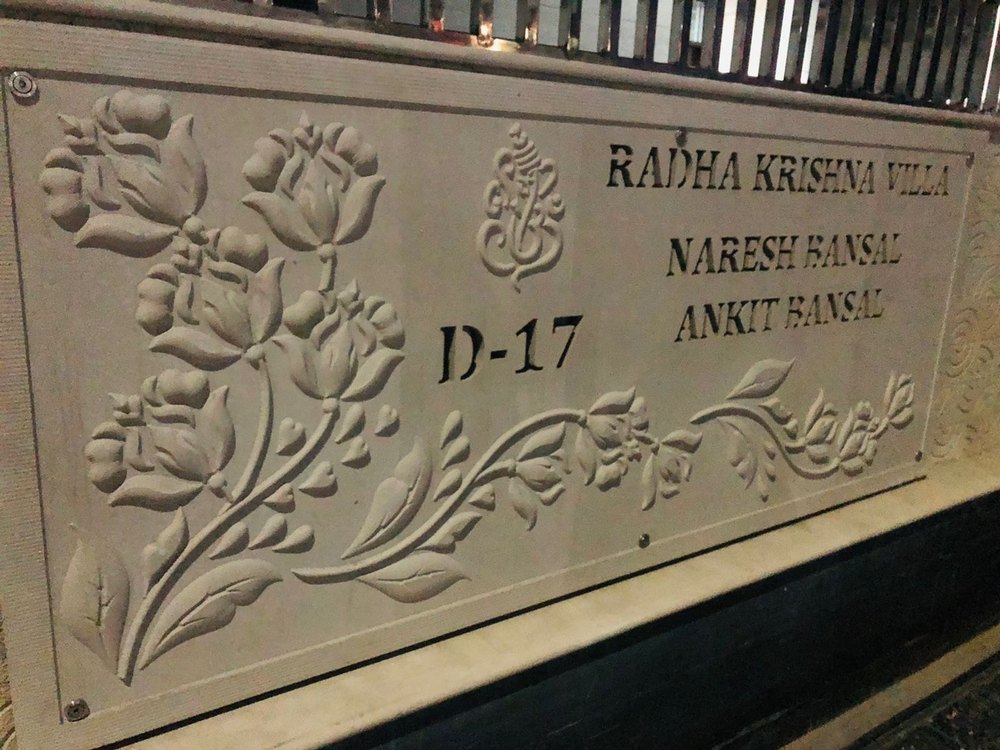 RADHA KRISHNA VILLA
NARESH BANSAL
ANKIT BANSAL
D-17